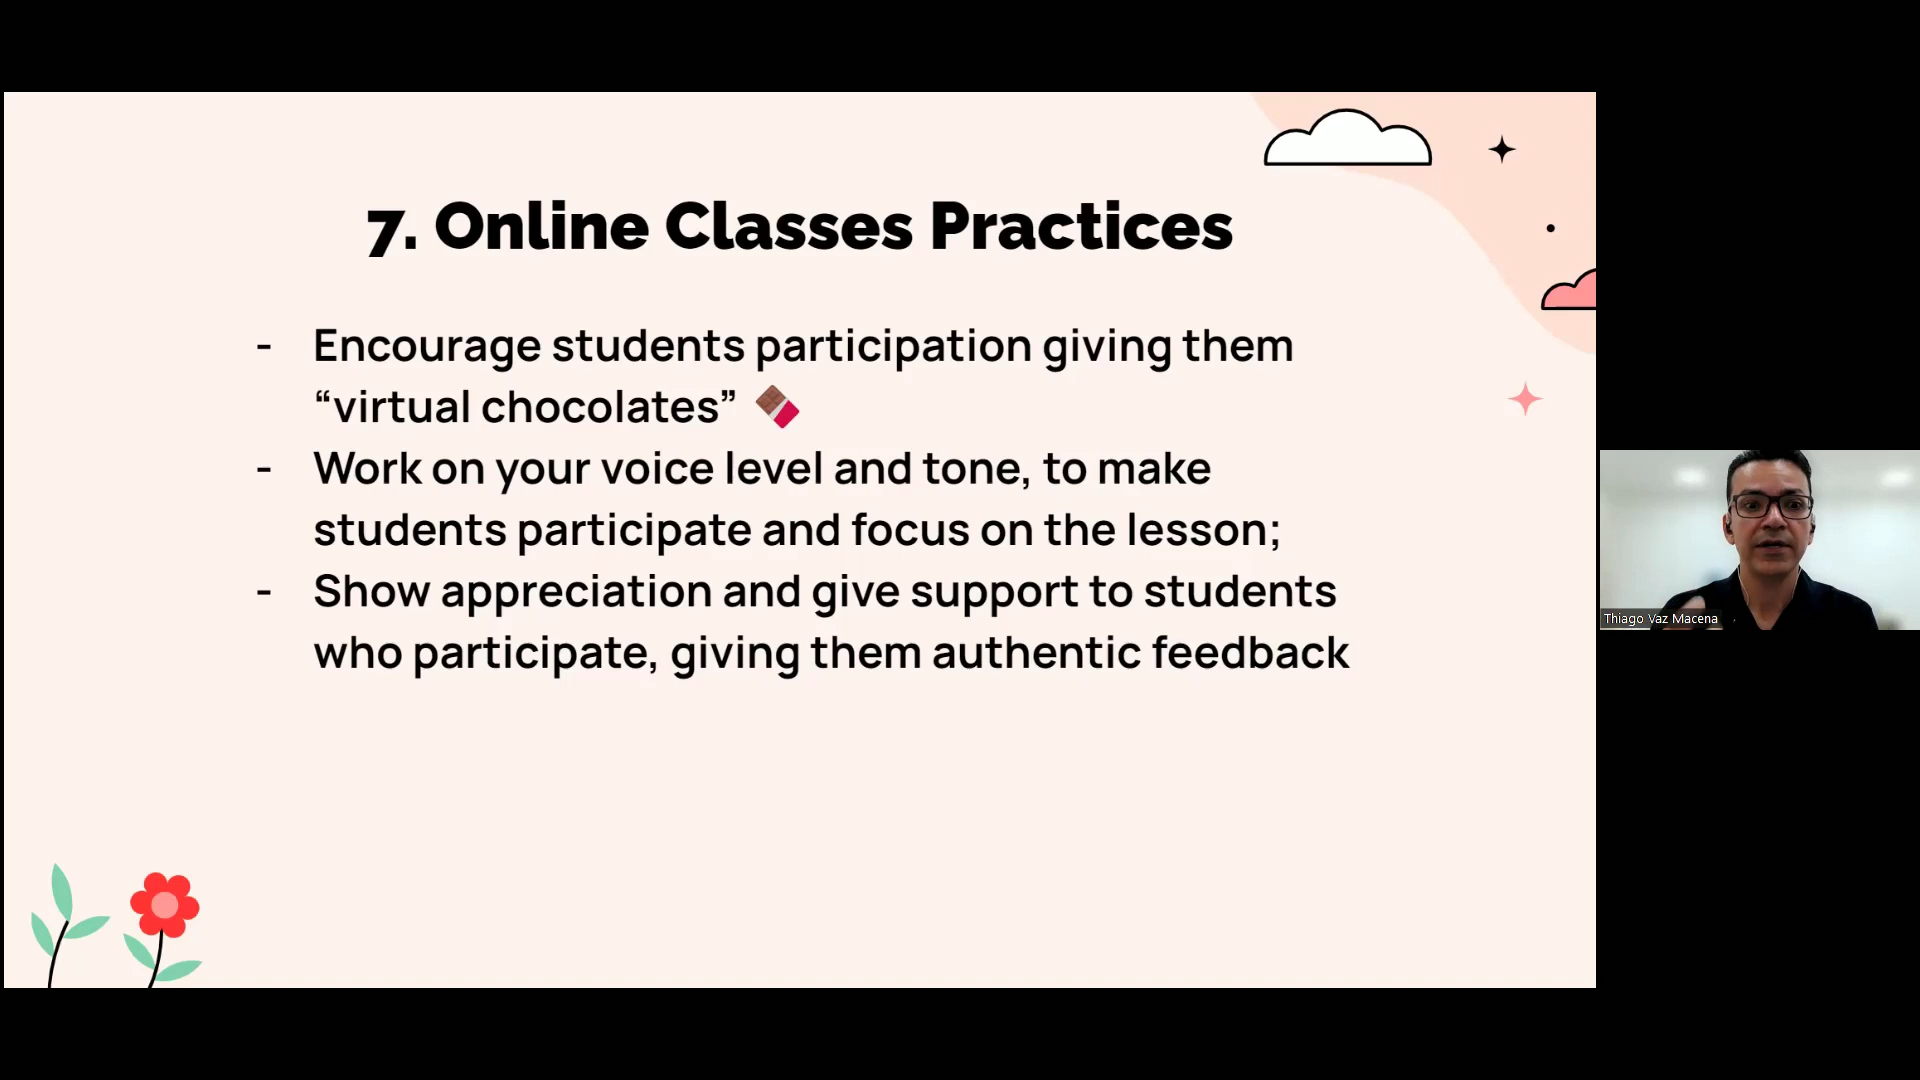 7. Online Classes Practices
- Encourage students participation giving them
“virtual chocolates” 🍫
- Work on your voice level and tone, to make
students participate and focus on the lesson;
- Show appreciation and give support to students
who participate, giving them authentic feedback
Thiago Vaz Macena